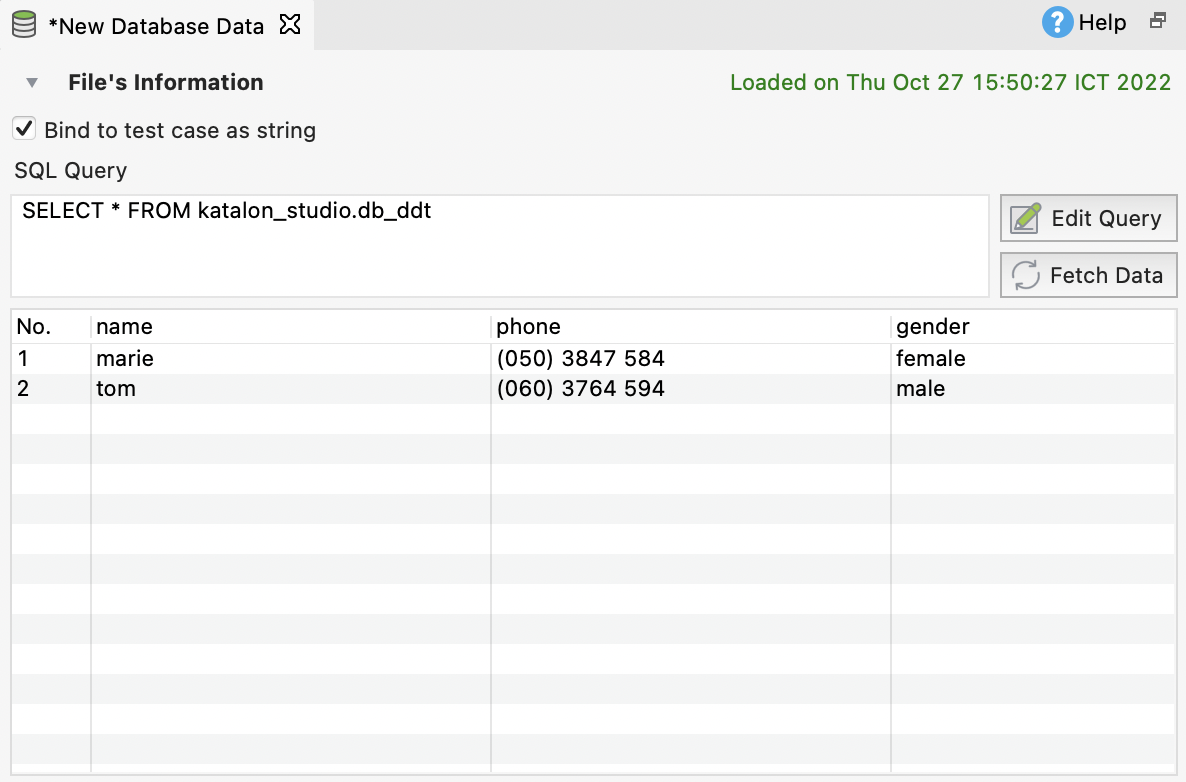 *New Database Data
? Help
File's Information
Loaded on Thu Oct 27 15:50:27 ICT 2022
Bind to test case as string
SQL Query
SELECT * FROM katalon_studio.db_ddt
Edit Query
Fetch Data
No. name phone gender
1 marie (050) 3847 584 female
2 tom (060) 3764 594 male